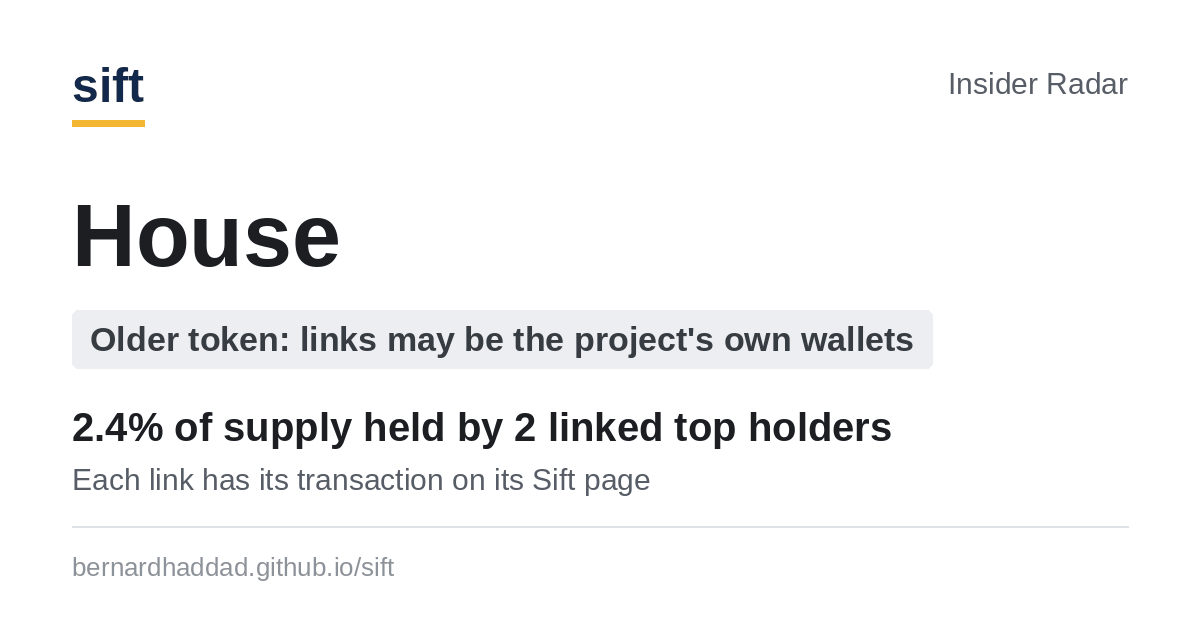 sift
Insider Radar
House
Older token: links may be the project's own wallets
2.4% of supply held by 2 linked top holders
Each link has its transaction on its Sift page
bernardhaddad.github.io/sift